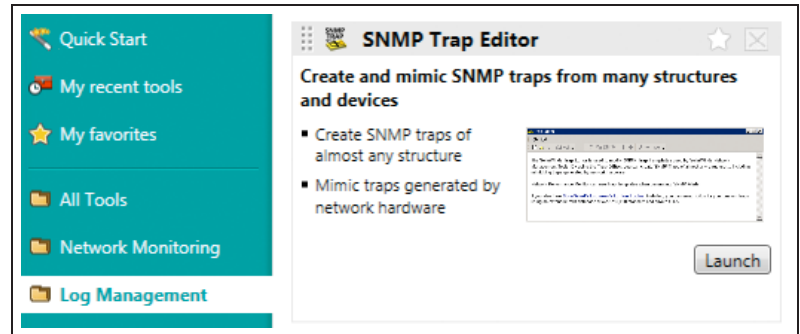 Quick Start
My recent tools
My favorites
All Tools
Network Monitoring
Log Management
SNMP Trap Editor
Create and mimic SNMP traps from many structures
and devices
▪ Create SNMP traps of
almost any structure
▪ Mimic traps generated by
network hardware
Launch